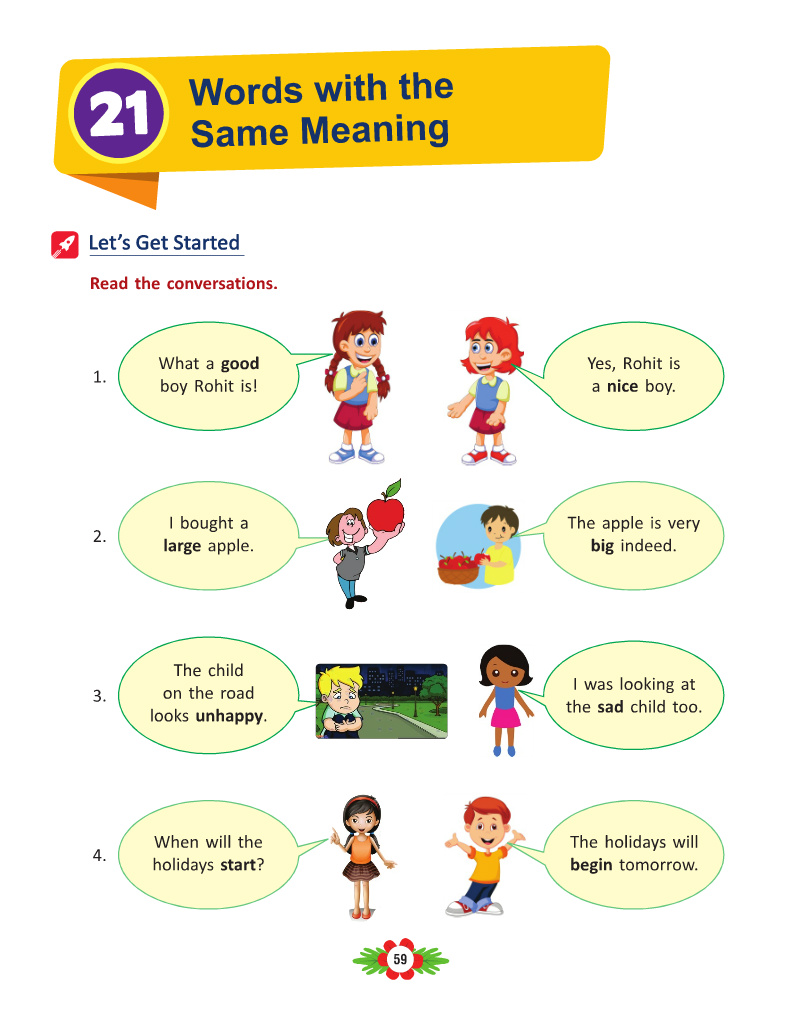 21
Words with the
Same Meaning
Let's Get Started
Read the conversations.
1.
What a good
boy Rohit is!
Yes, Rohit is
a nice boy.
2.
I bought a
large apple.
The apple is very
big indeed.
3.
The child
on the road
looks unhappy.
I was looking at
the sad child too.
4.
When will the
holidays start?
The holidays will
begin tomorrow.
59